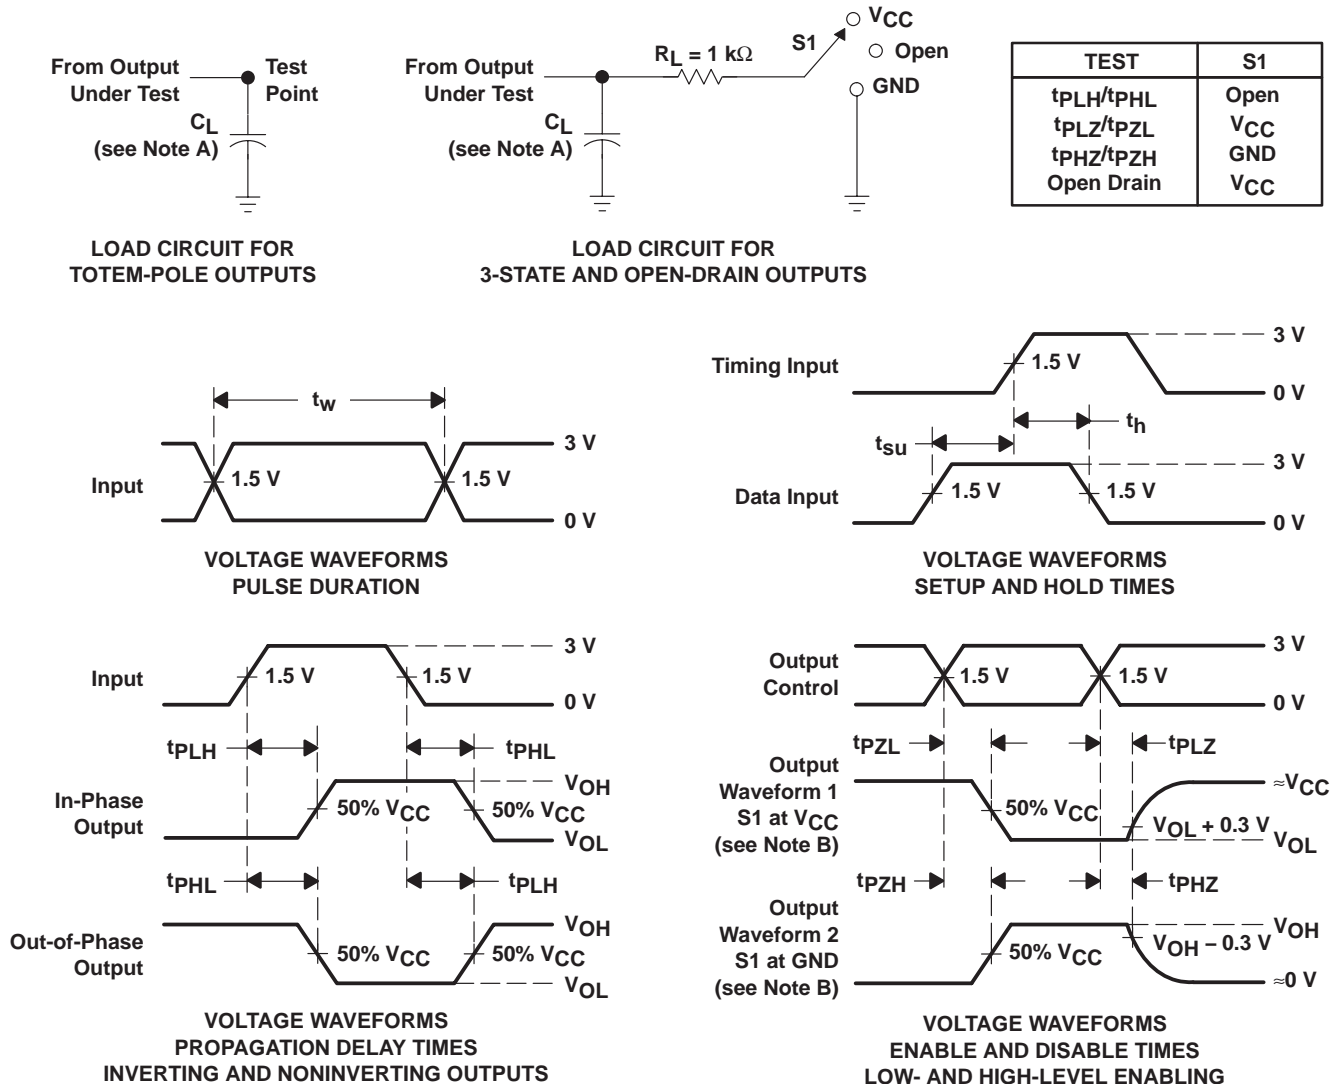 From Output
Under Test
Test
Point
CL
(see Note A)
LOAD CIRCUIT FOR
TOTEM-POLE OUTPUTS
From Output
Under Test
RL = 1 kΩ
S1
VCC
Open
GND
CL
(see Note A)
LOAD CIRCUIT FOR
3-STATE AND OPEN-DRAIN OUTPUTS
TEST S1
tPLH/tPHL Open
tPLZ/tPZL VCC
tPHZ/tPZH GND
Open Drain VCC
tw
Input
1.5 V
1.5 V
3 V
0 V
VOLTAGE WAVEFORMS
PULSE DURATION
Timing Input
1.5 V
3 V
0 V
th
tsu
Data Input
1.5 V
1.5 V
3 V
0 V
VOLTAGE WAVEFORMS
SETUP AND HOLD TIMES
Input
1.5 V
1.5 V
3 V
0 V
tPLH
tPHL
In-Phase
Output
50% VCC
50% VCC
VOH
VOL
tPHL
tPLH
Out-of-Phase
Output
50% VCC
50% VCC
VOH
VOL
VOLTAGE WAVEFORMS
PROPAGATION DELAY TIMES
INVERTING AND NONINVERTING OUTPUTS
Output
Control
1.5 V
1.5 V
3 V
0 V
tPZL
tPLZ
Output
Waveform 1
S1 at VCC
(see Note B)
50% VCC
≈VCC
VOL + 0.3 V
VOL
tPZH
tPHZ
Output
Waveform 2
S1 at GND
(see Note B)
50% VCC
VOH
VOH − 0.3 V
≈0 V
VOLTAGE WAVEFORMS
ENABLE AND DISABLE TIMES
LOW- AND HIGH-LEVEL ENABLING